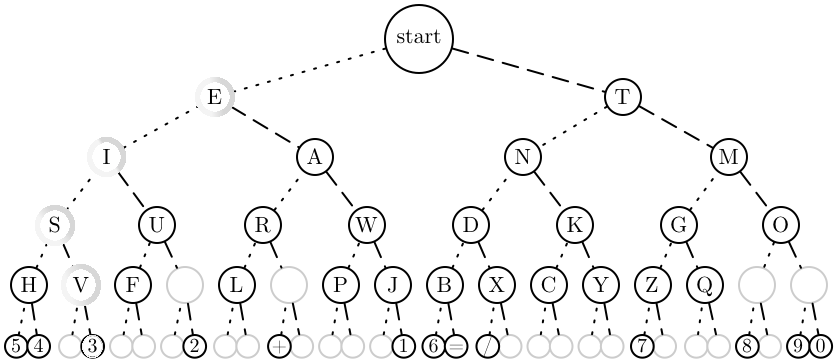 start
E T
I A N M
S U R W D K G O
H V F L P J B X C Y Z Q
5 4 3 2 + 1 6 = / 7 8 9 0